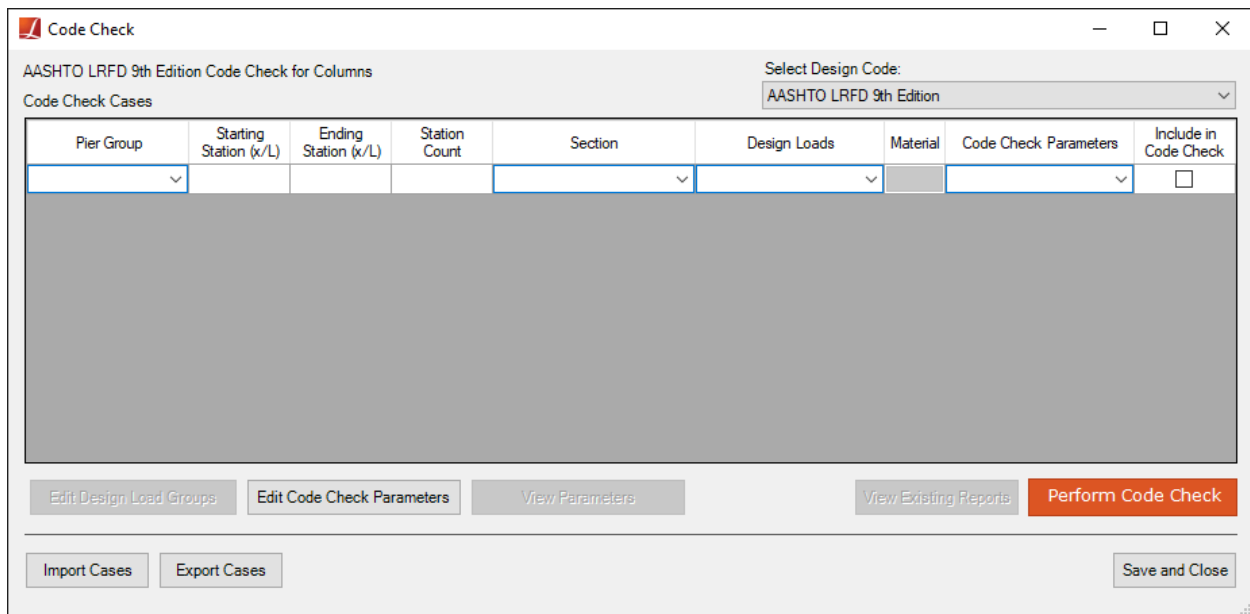 Code Check
AASHTO LRFD 9th Edition Code Check for Columns
Select Design Code:
Code Check Cases
AASHTO LRFD 9th Edition
Pier Group
Starting
Station (x/L)
Ending
Station (x/L)
Station
Count
Section
Design Loads
Material
Code Check Parameters
Include in
Code Check
Edit Design Load Groups
Edit Code Check Parameters
View Parameters
View Existing Reports
Perform Code Check
Import Cases
Export Cases
Save and Close